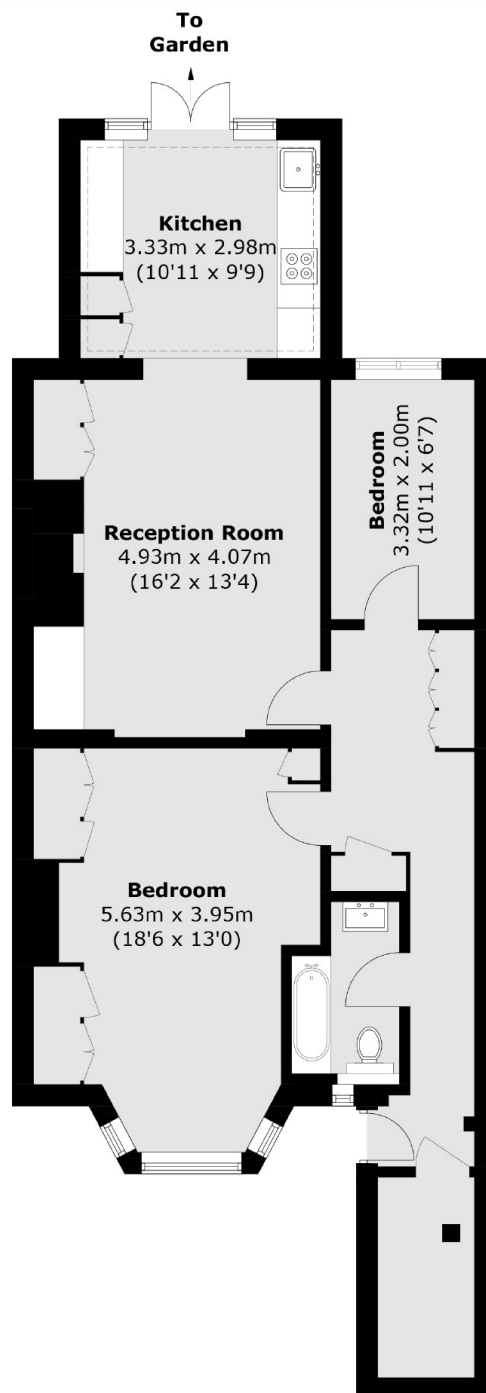 To
Garden
Kitchen
3.33m x 2.98m
(10'11 x 9'9)
Bedroom
3.32m x 2.00m
(10'11 x 6'7)
Reception Room
4.93m x 4.07m
(16'2 x 13'4)
Bedroom
5.63m x 3.95m
(18'6 x 13'0)